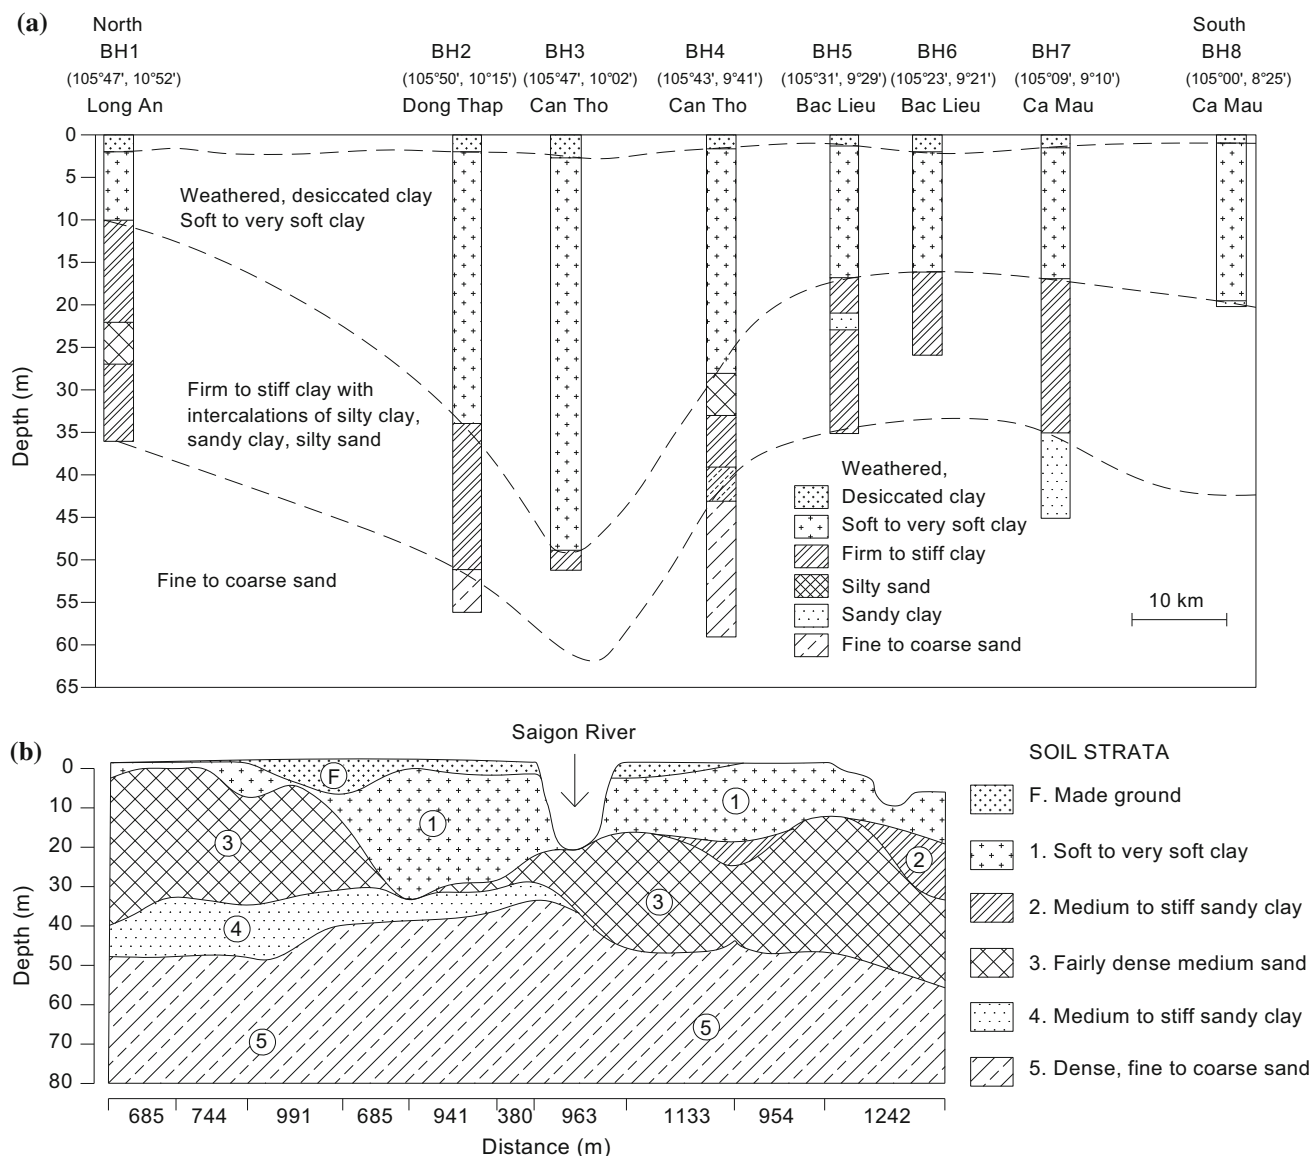 (a)
North
South
BH1 BH2 BH3 BH4 BH5 BH6 BH7 BH8
(105°47', 10°52') (105°50', 10°15') (105°47', 10°02') (105°43', 9°41') (105°31', 9°29') (105°23', 9°21') (105°09', 9°10') (105°00', 8°25')
Long An Dong Thap Can Tho Can Tho Bac Lieu Bac Lieu Ca Mau Ca Mau
Depth (m)
0
5
10
15
20
25
30
35
40
45
50
55
60
65
Weathered, desiccated clay
Soft to very soft clay
Firm to stiff clay with
intercalations of silty clay,
sandy clay, silty sand
Fine to coarse sand
Weathered,
Desiccated clay
Soft to very soft clay
Firm to stiff clay
Silty sand
Sandy clay
Fine to coarse sand
10 km
(b)
Saigon River
Depth (m)
0
10
20
30
40
50
60
70
80
F
1
1
3
2
3
4
5
5
685 744 991 685 941 380 963 1133 954 1242
Distance (m)
SOIL STRATA
F. Made ground
1. Soft to very soft clay
2. Medium to stiff sandy clay
3. Fairly dense medium sand
4. Medium to stiff sandy clay
5. Dense, fine to coarse sand